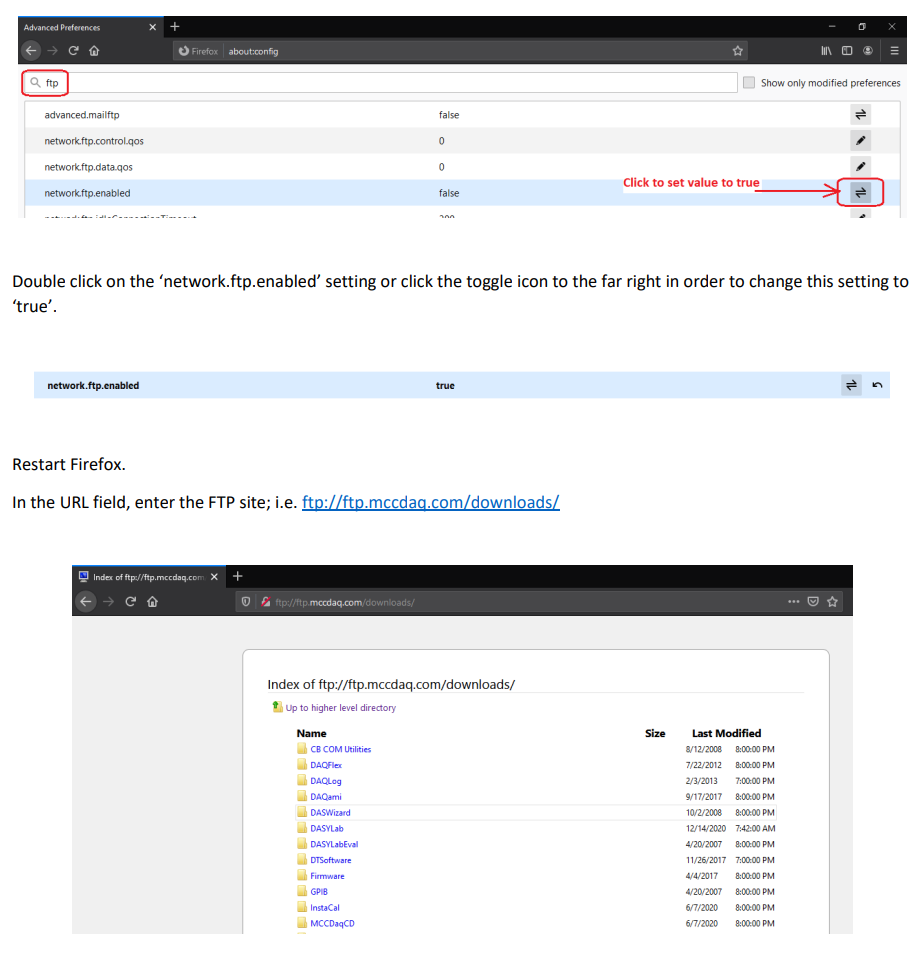 Advanced Preferences
Firefox about:config
ftp Show only modified preferences
advanced.mailftp false
network.ftp.control.qos 0
network.ftp.data.qos 0
network.ftp.enabled false Click to set value to true
Double click on the ‘network.ftp.enabled’ setting or click the toggle icon to the far right in order to change this setting to
‘true’.
network.ftp.enabled true
Restart Firefox.
In the URL field, enter the FTP site; i.e. ftp://ftp.mccdaq.com/downloads/
Index of ftp://ftp.mccdaq.com
ftp://ftp.mccdaq.com/downloads/
Index of ftp://ftp.mccdaq.com/downloads/
Up to higher level directory
Name Size Last Modified
CB COM Utilities 8/12/2008 8:00:00 PM
DAQFlex 7/22/2012 8:00:00 PM
DAQLog 2/3/2013 7:00:00 PM
DAQami 9/17/2017 8:00:00 PM
DASWizard 10/2/2008 8:00:00 PM
DASYLab 12/14/2020 7:42:00 AM
DASYLabEval 4/20/2007 8:00:00 PM
DTSoftware 11/26/2017 7:00:00 PM
Firmware 4/4/2017 8:00:00 PM
GPIB 4/20/2007 8:00:00 PM
InstaCal 6/7/2020 8:00:00 PM
MCCDaqCD 6/7/2020 8:00:00 PM